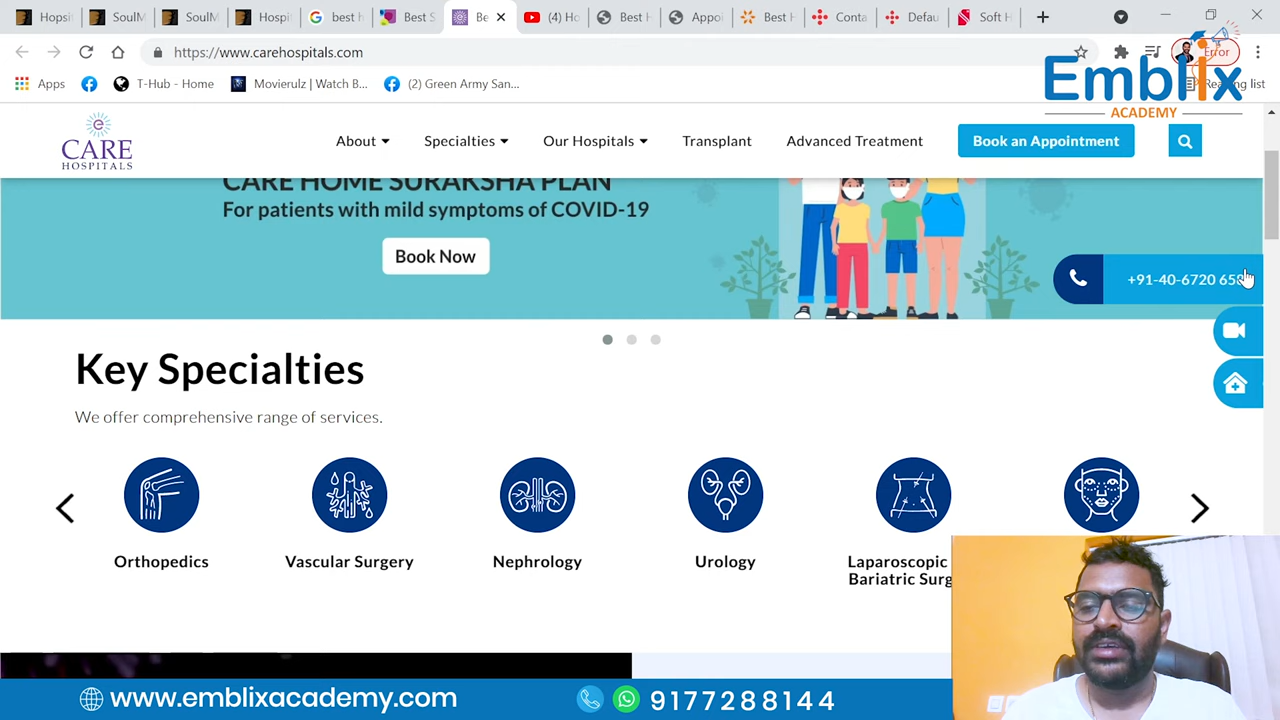 Hopsit
SoulM
SoulM
Hospi
best h
Best S
Be
(4) Ho
Best H
Appoi
Best H
Conta
Defau
Soft H
https://www.carehospitals.com
Error
Apps
T-Hub - Home
Movierulz | Watch B...
(2) Green Army San...
Reading list
Emblix
ACADEMY
CARE
HOSPITALS
About
Specialties
Our Hospitals
Transplant
Advanced Treatment
Book an Appointment
CARE HOME SURAKSHA PLAN
For patients with mild symptoms of COVID-19
Book Now
+91-40-6720 65
Key Specialties
We offer comprehensive range of services.
Orthopedics
Vascular Surgery
Nephrology
Urology
Laparoscopic
Bariatric Surg
www.emblixacademy.com
9177288144